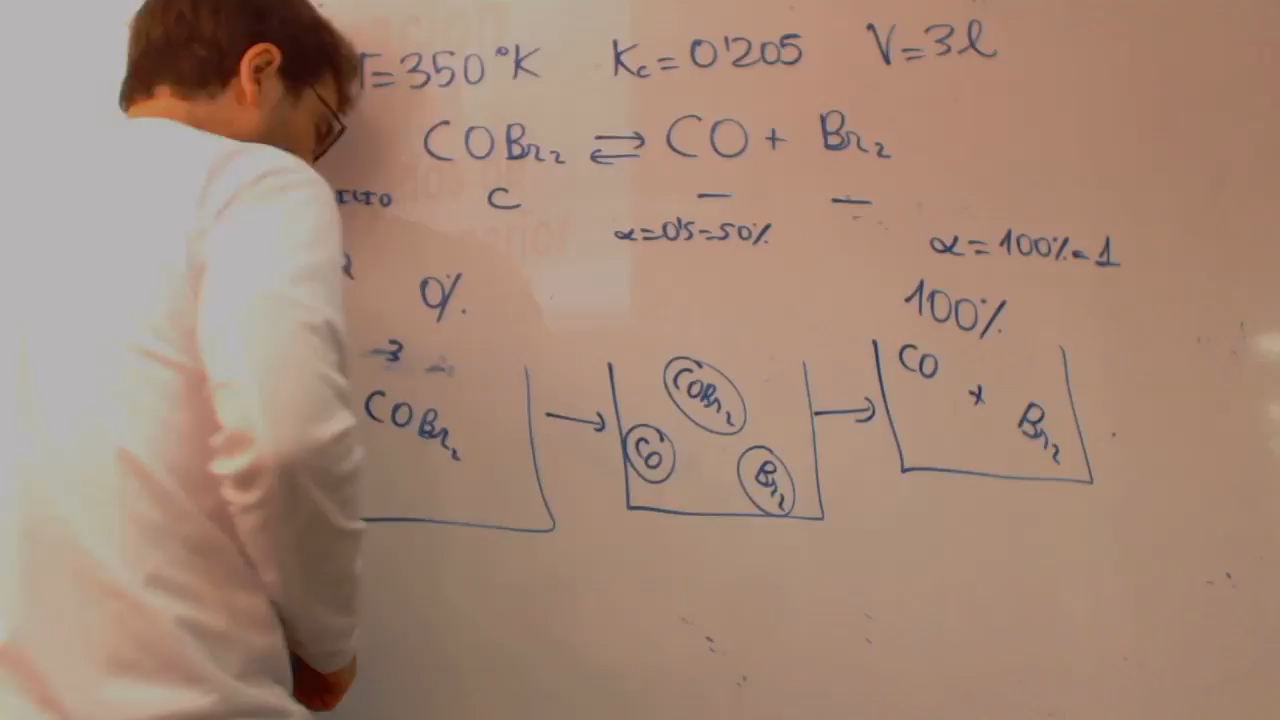 T=350°K Kc=0'205 V=3l
COBr₂ ⇌ CO + Br₂
C — —
α=0'5=50% α=100%=1
0% 100%
COBr₂ → COBr₂ CO Br₂ → CO + Br₂